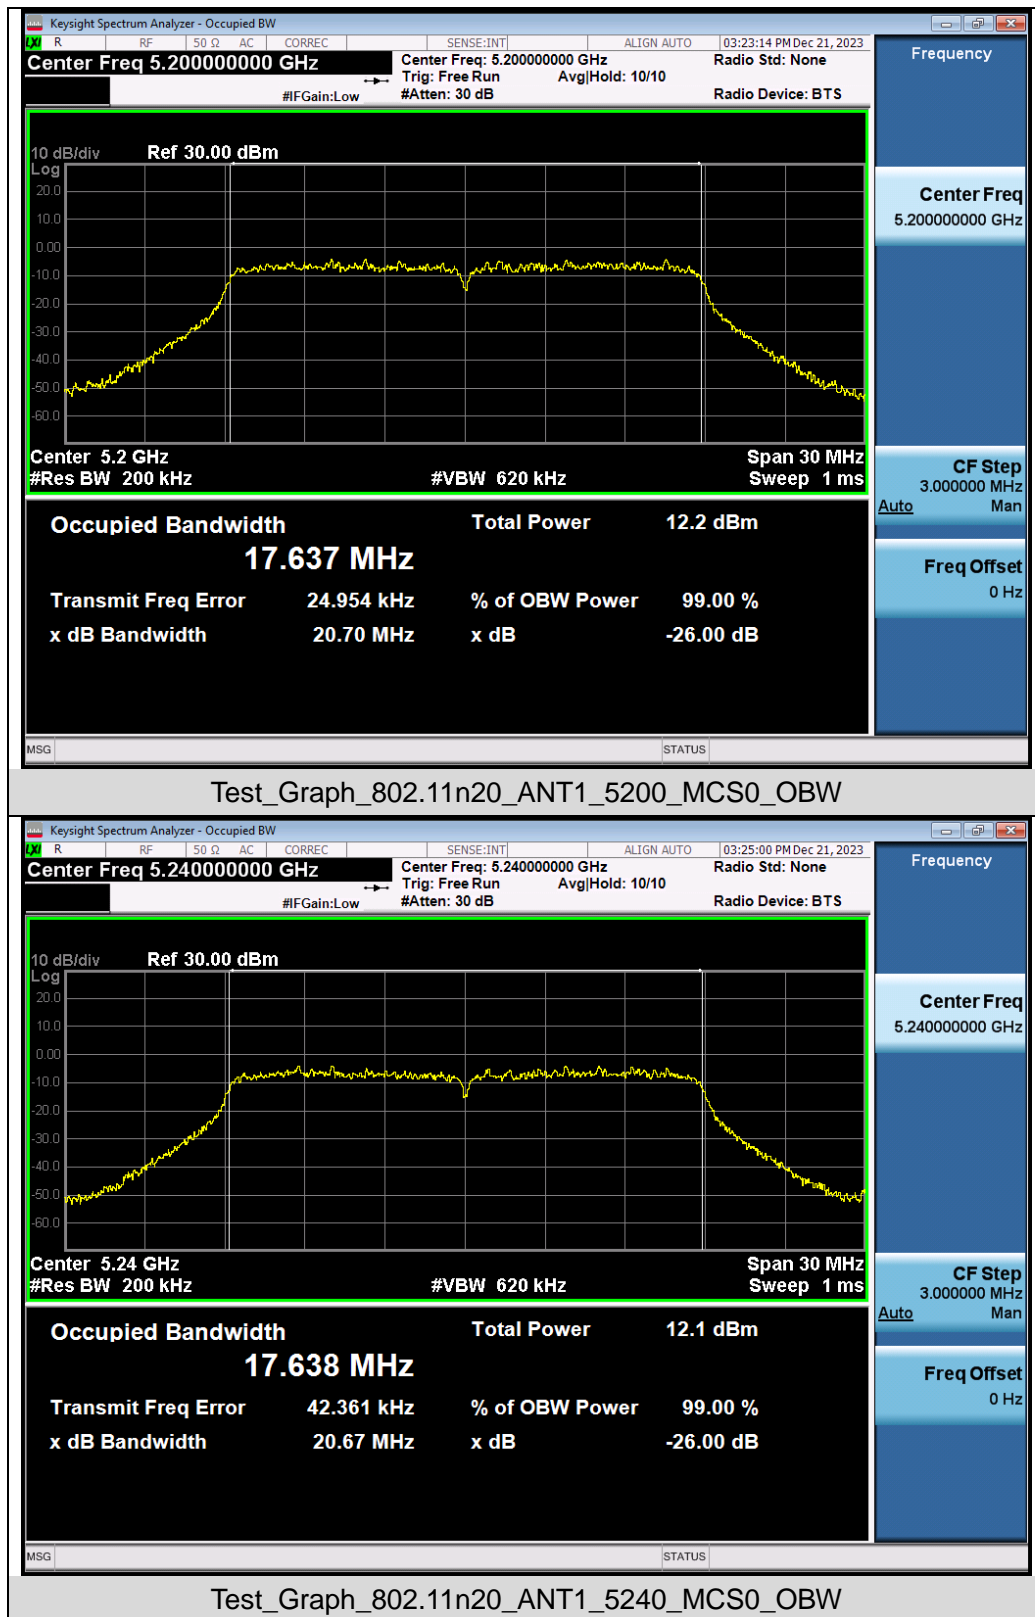 Keysight Spectrum Analyzer - Occupied BW
LXI R RF 50 Ω AC CORREC SENSE:INT ALIGN AUTO 03:23:14 PM Dec 21, 2023
Center Freq 5.200000000 GHz
Center Freq: 5.200000000 GHz Radio Std: None
Trig: Free Run Avg|Hold: 10/10
#IFGain:Low #Atten: 30 dB Radio Device: BTS
Frequency
10 dB/div Ref 30.00 dBm
Log
20.0
10.0
0.00
-10.0
-20.0
-30.0
-40.0
-50.0
-60.0
Center 5.2 GHz Span 30 MHz
#Res BW 200 kHz #VBW 620 kHz Sweep 1 ms
Center Freq
5.200000000 GHz
CF Step
3.000000 MHz
Auto Man
Freq Offset
0 Hz
Occupied Bandwidth Total Power 12.2 dBm
17.637 MHz
Transmit Freq Error 24.954 kHz % of OBW Power 99.00 %
x dB Bandwidth 20.70 MHz x dB -26.00 dB
MSG STATUS
Test_Graph_802.11n20_ANT1_5200_MCS0_OBW
Keysight Spectrum Analyzer - Occupied BW
LXI R RF 50 Ω AC CORREC SENSE:INT ALIGN AUTO 03:25:00 PM Dec 21, 2023
Center Freq 5.240000000 GHz
Center Freq: 5.240000000 GHz Radio Std: None
Trig: Free Run Avg|Hold: 10/10
#IFGain:Low #Atten: 30 dB Radio Device: BTS
Frequency
10 dB/div Ref 30.00 dBm
Log
20.0
10.0
0.00
-10.0
-20.0
-30.0
-40.0
-50.0
-60.0
Center 5.24 GHz Span 30 MHz
#Res BW 200 kHz #VBW 620 kHz Sweep 1 ms
Center Freq
5.240000000 GHz
CF Step
3.000000 MHz
Auto Man
Freq Offset
0 Hz
Occupied Bandwidth Total Power 12.1 dBm
17.638 MHz
Transmit Freq Error 42.361 kHz % of OBW Power 99.00 %
x dB Bandwidth 20.67 MHz x dB -26.00 dB
MSG STATUS
Test_Graph_802.11n20_ANT1_5240_MCS0_OBW